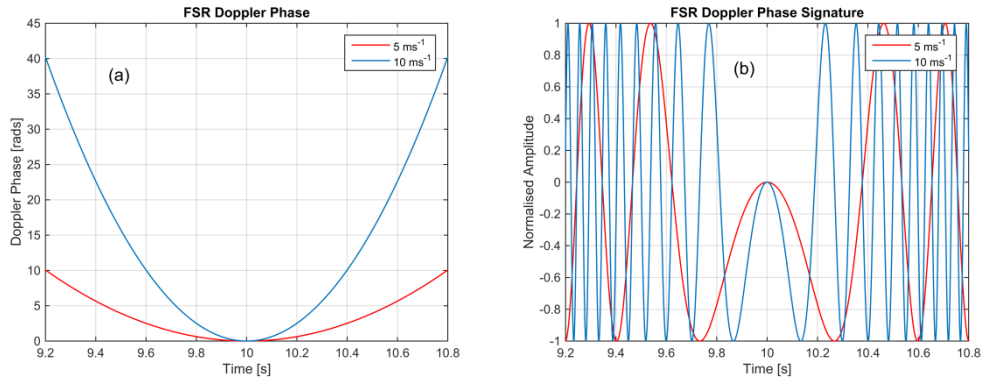 FSR Doppler Phase
5 ms-1
10 ms-1
(a)
45
40
35
30
25
20
15
10
5
0
Doppler Phase [rads]
9.2 9.4 9.6 9.8 10 10.2 10.4 10.6 10.8
Time [s]
FSR Doppler Phase Signature
5 ms-1
10 ms-1
(b)
1
0.8
0.6
0.4
0.2
0
-0.2
-0.4
-0.6
-0.8
-1
Normalised Amplitude
9.2 9.4 9.6 9.8 10 10.2 10.4 10.6 10.8
Time [s]